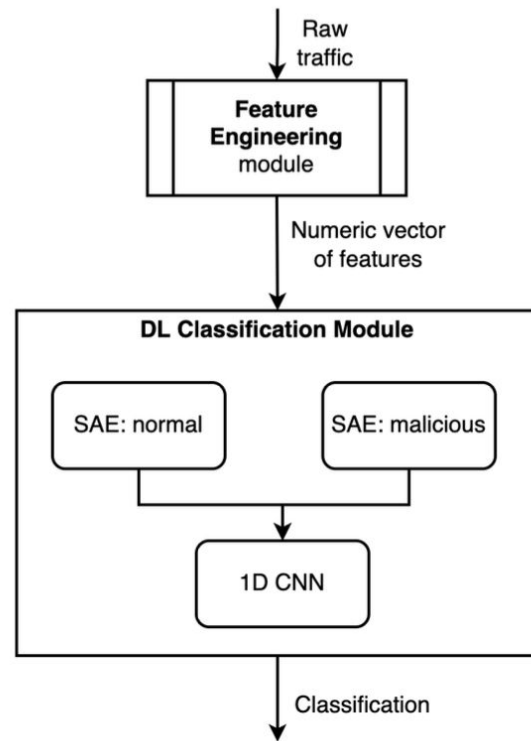 Raw
traffic
Feature
Engineering
module
Numeric vector
of features
DL Classification Module
SAE: normal
SAE: malicious
1D CNN
Classification